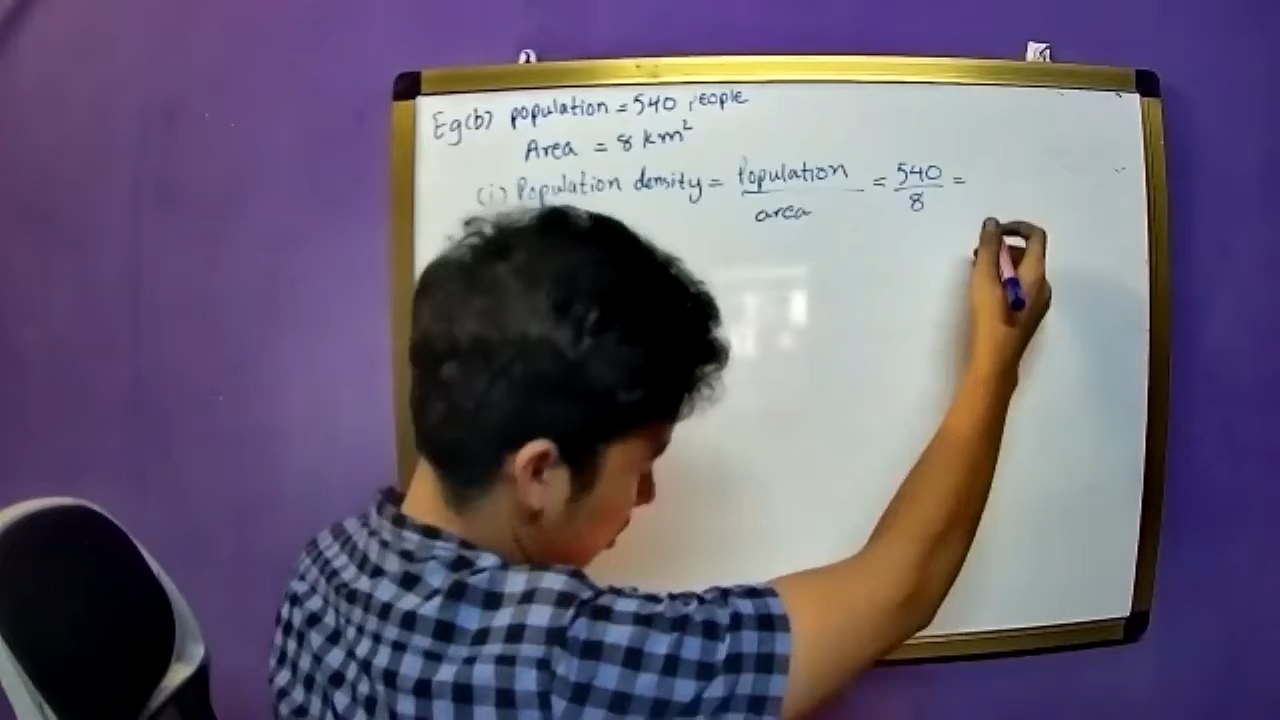 Eg(b) population = 540 people
Area = 8 km²
(i) Population density = Population / area = 540 / 8 =